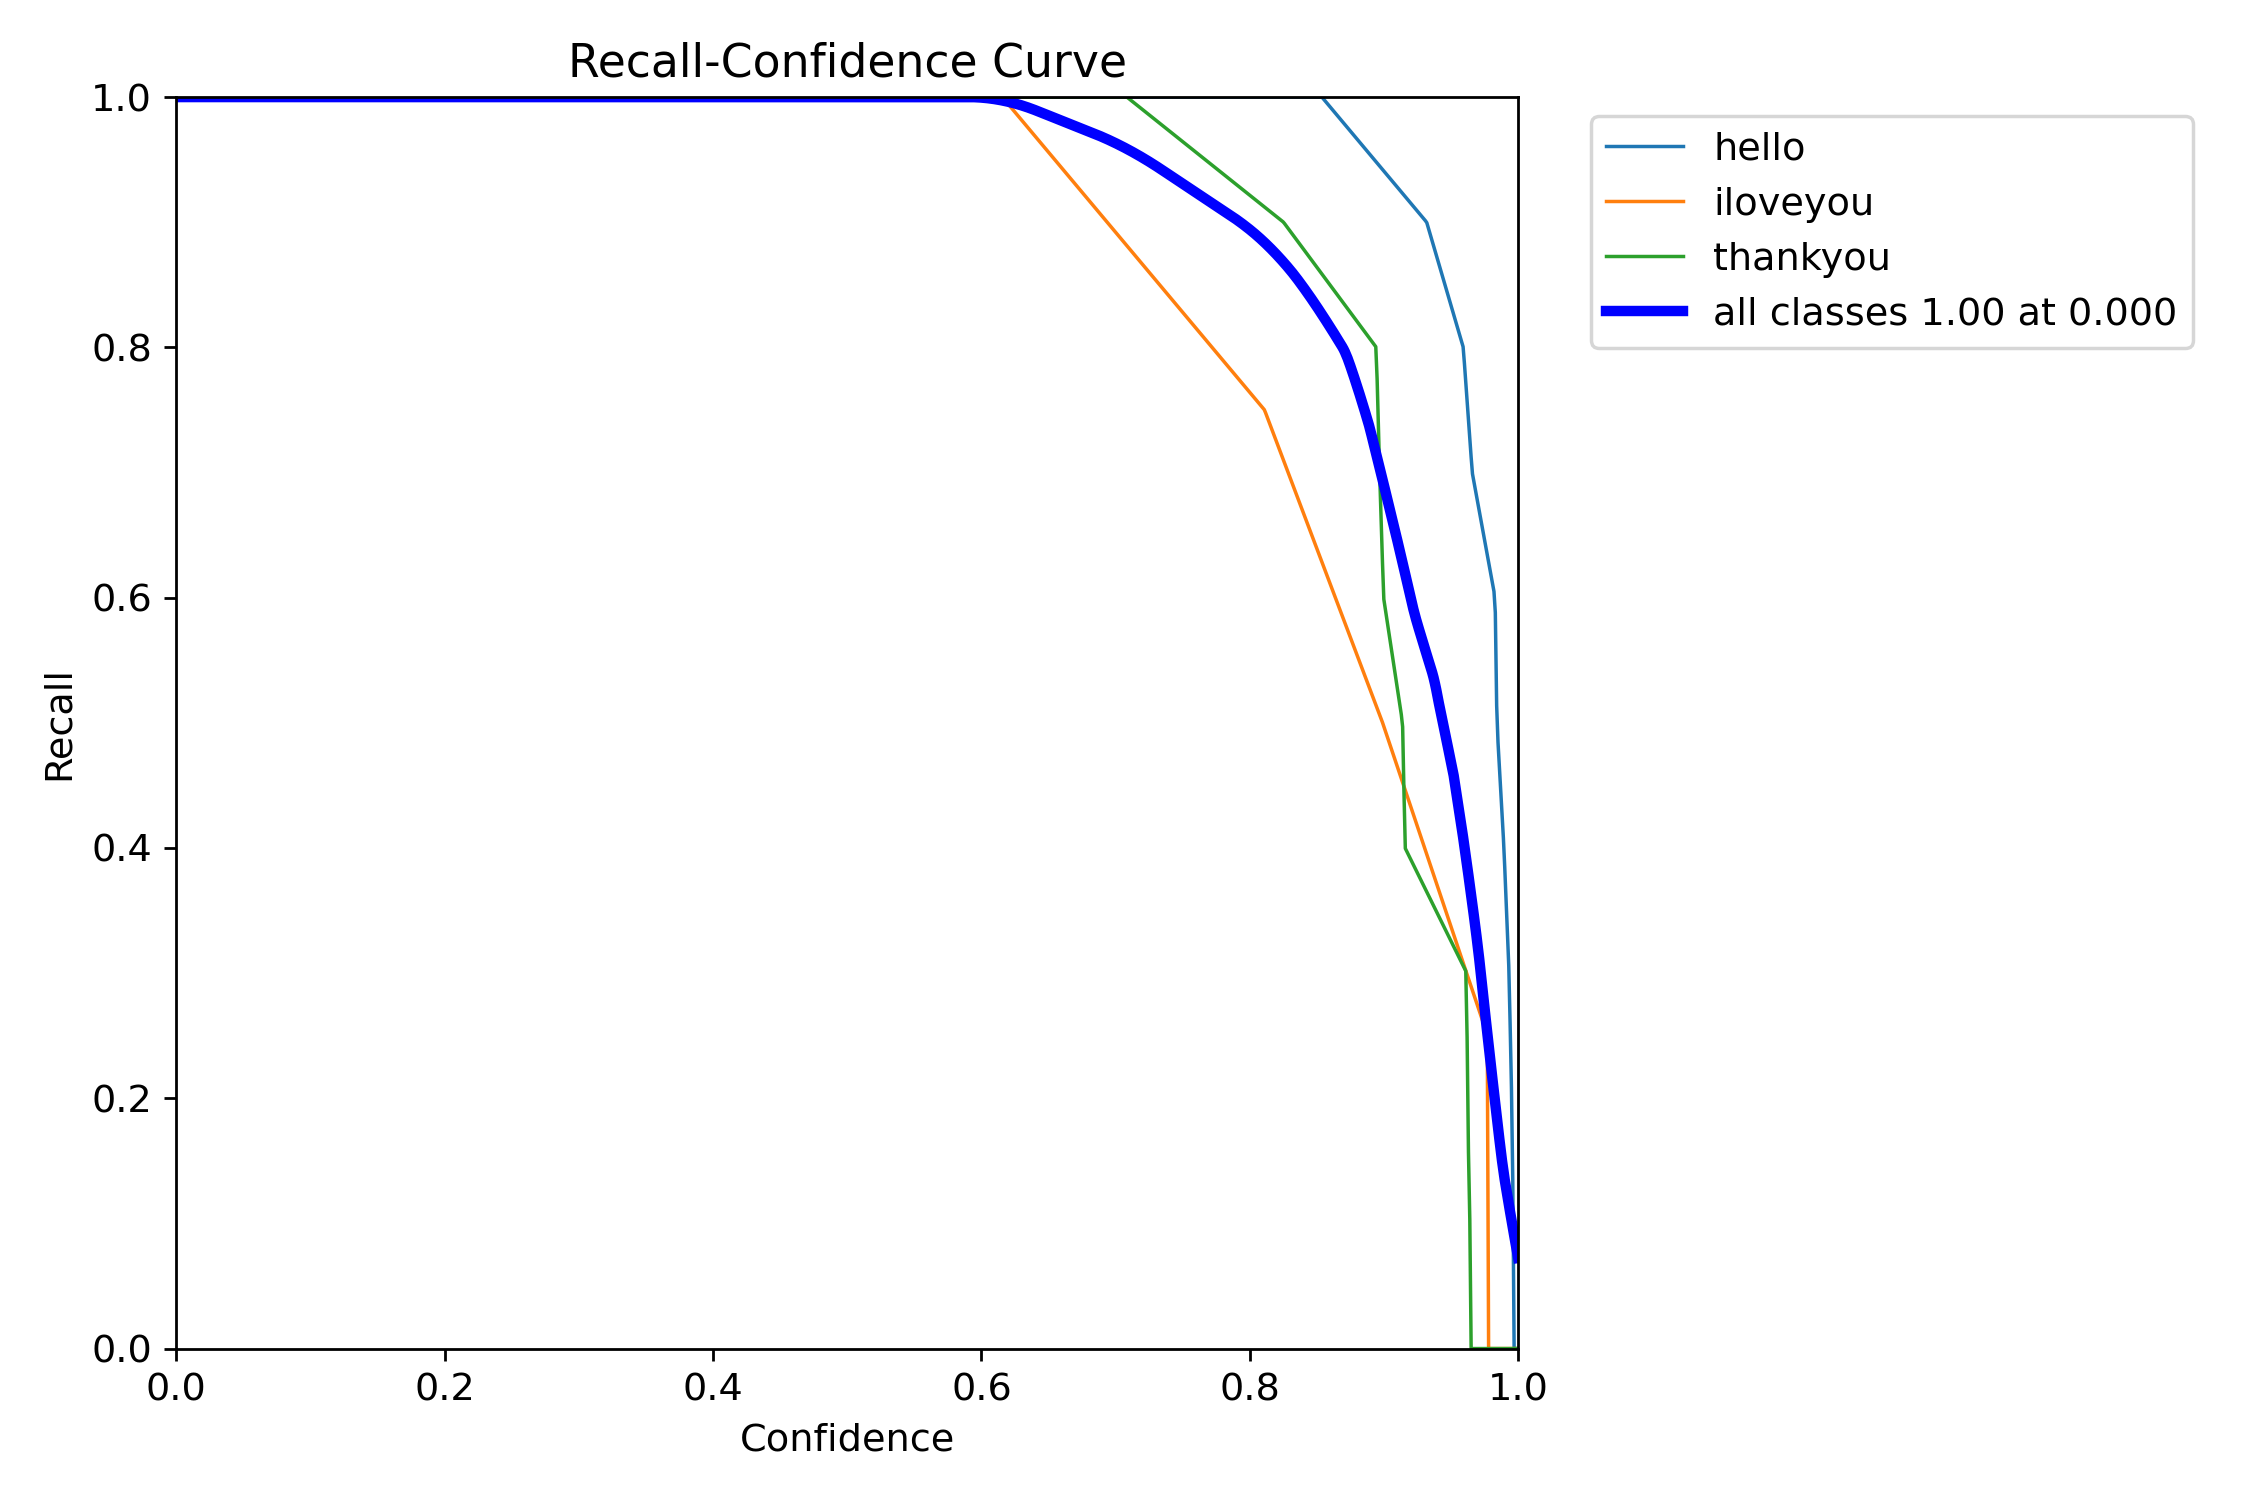 Recall-Confidence Curve
1.0
0.8
0.6
0.4
0.2
0.0
Recall
0.0 0.2 0.4 0.6 0.8 1.0
Confidence
hello
iloveyou
thankyou
all classes 1.00 at 0.000